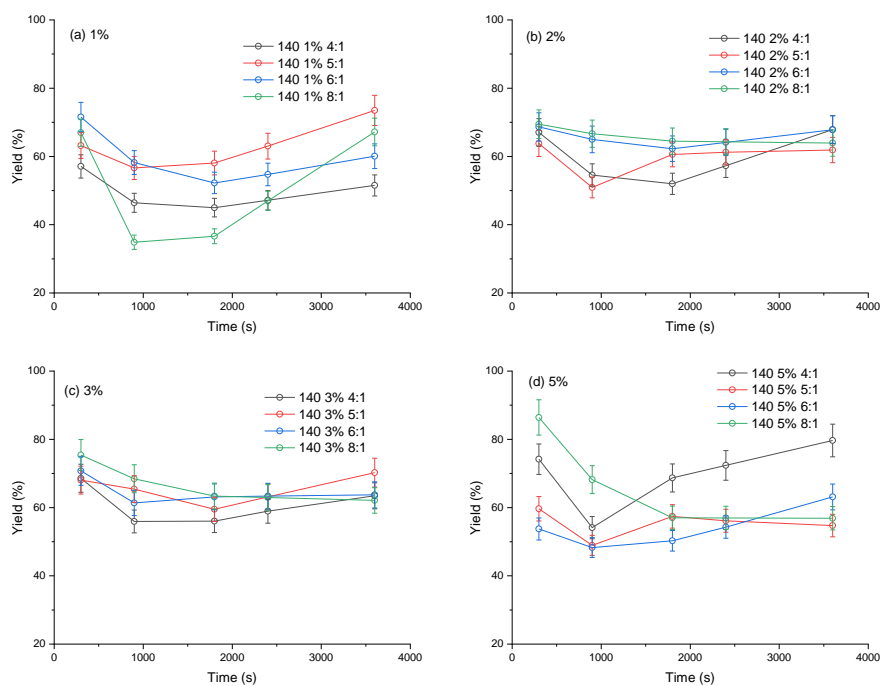 (a) 1%
140 1% 4:1
140 1% 5:1
140 1% 6:1
140 1% 8:1
Yield (%)
100
80
60
40
20
0
1000
2000
3000
4000
Time (s)
(b) 2%
140 2% 4:1
140 2% 5:1
140 2% 6:1
140 2% 8:1
Yield (%)
100
80
60
40
20
0
1000
2000
3000
4000
Time (s)
(c) 3%
140 3% 4:1
140 3% 5:1
140 3% 6:1
140 3% 8:1
Yield (%)
100
80
60
40
20
0
1000
2000
3000
4000
Time (s)
(d) 5%
140 5% 4:1
140 5% 5:1
140 5% 6:1
140 5% 8:1
Yield (%)
100
80
60
40
20
0
1000
2000
3000
4000
Time (s)